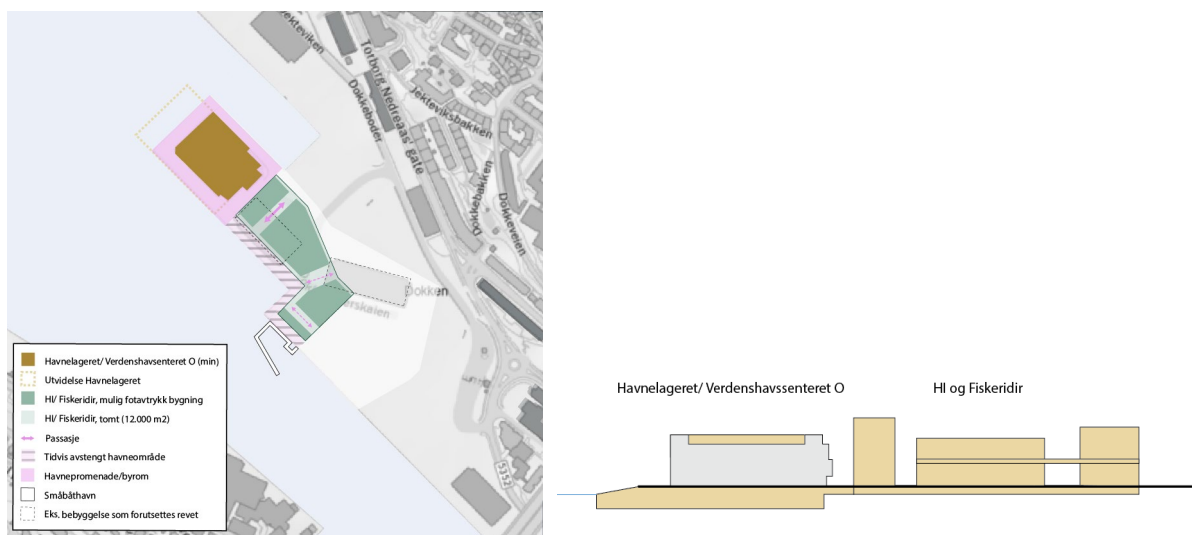 Jekteviken
Torborg Nedreaas' gate
Dokkeboder
Jekteviksbakken
Dokkebakken
Dokkeveien
Dokken
erskaien
5352
Havnelageret/ Verdenshavsenteret O (min)
Utvidelse Havnelageret
HI/ Fiskeridir, mulig fotavtrykk bygning
HI/ Fiskeridir, tomt (12.000 m2)
Passasje
Tidvis avstengt havneområde
Havnepromenade/byrom
Småbåthavn
Eks. bebyggelse som forutsettes revet
Havnelageret/ Verdenshavssenteret O
HI og Fiskeridir